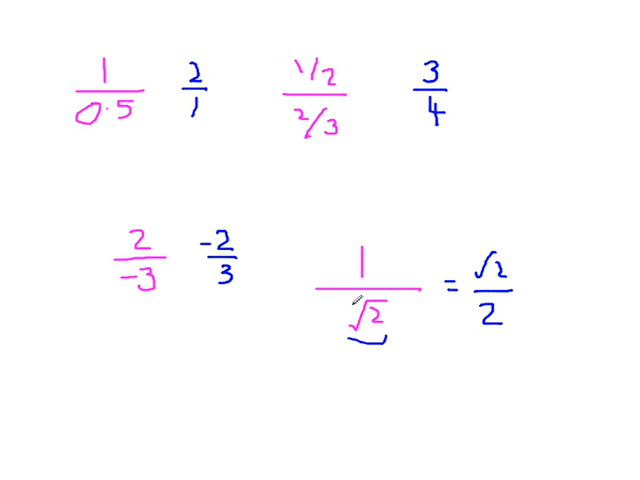 1/0.5 2/1 (1/2)/(2/3) 3/4
2/-3 -2/3 1/√2 = √2/2